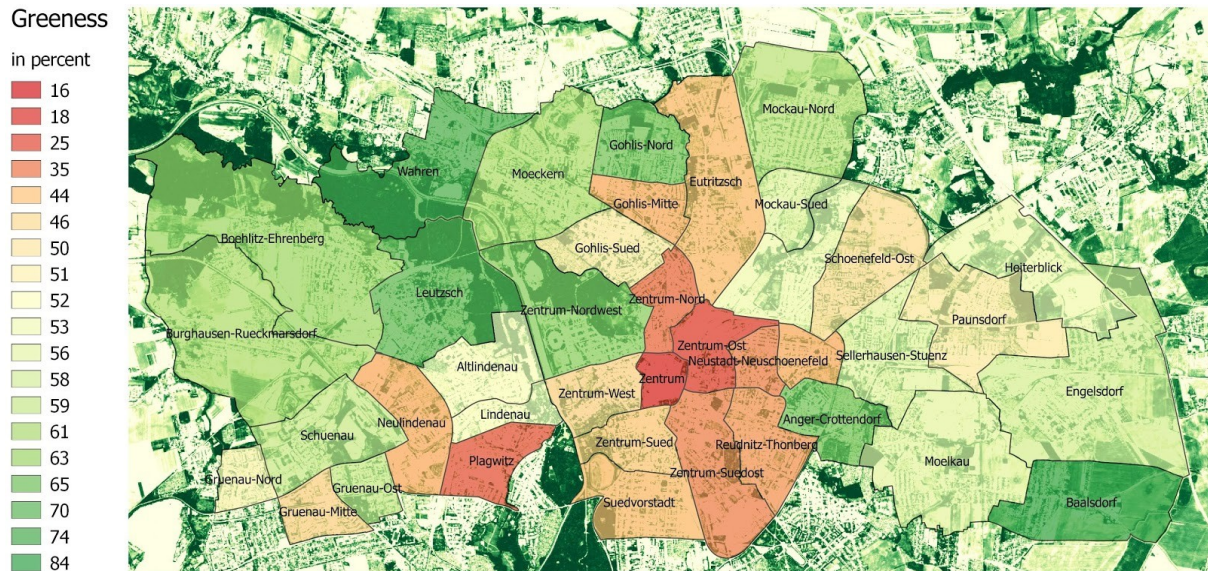 Greeness
in percent
16
18
25
35
44
46
50
51
52
53
56
58
59
61
63
65
70
74
84
Mockau-Nord
Gohlis-Nord
Wahren
Moeckern
Eutritzsch
Gohlis-Mitte
Mockau-Sued
Boehlitz-Ehrenberg
Gohlis-Sued
Schoenefeld-Ost
Heiterblick
Leutzsch
Zentrum-Nord
Zentrum-Nordwest
Paunsdorf
Burghausen-Rueckmarsdorf
Zentrum-Ost
Sellerhausen-Stuenz
Neustadt-Neuschoenefeld
Altlindenau
Zentrum
Engelsdorf
Zentrum-West
Lindenau
Anger-Crottendorf
Neulindenau
Schuenau
Zentrum-Sued
Reudnitz-Thonberg
Plagwitz
Moelkau
Zentrum-Suedost
Gruenau-Nord
Gruenau-Ost
Suedvorstadt
Baalsdorf
Gruenau-Mitte